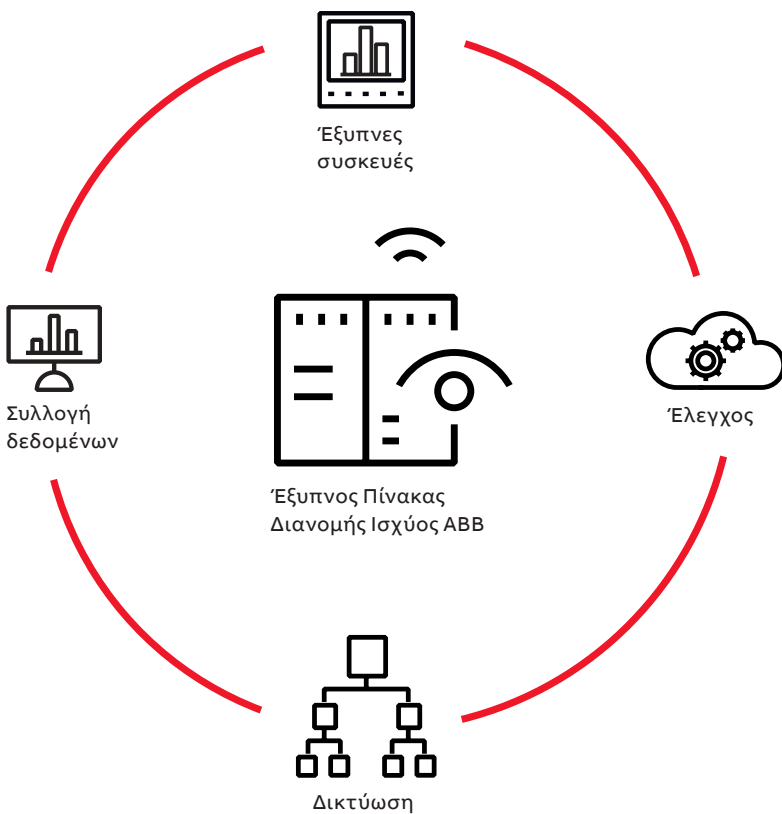 Έξυπνες
συσκευές
Συλλογή
δεδομένων
Έλεγχος
Έξυπνος Πίνακας
Διανομής Ισχύος ABB
Δικτύωση